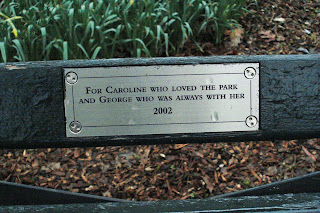 FOR CAROLINE WHO LOVED THE PARK
AND GEORGE WHO WAS ALWAYS WITH HER
2002